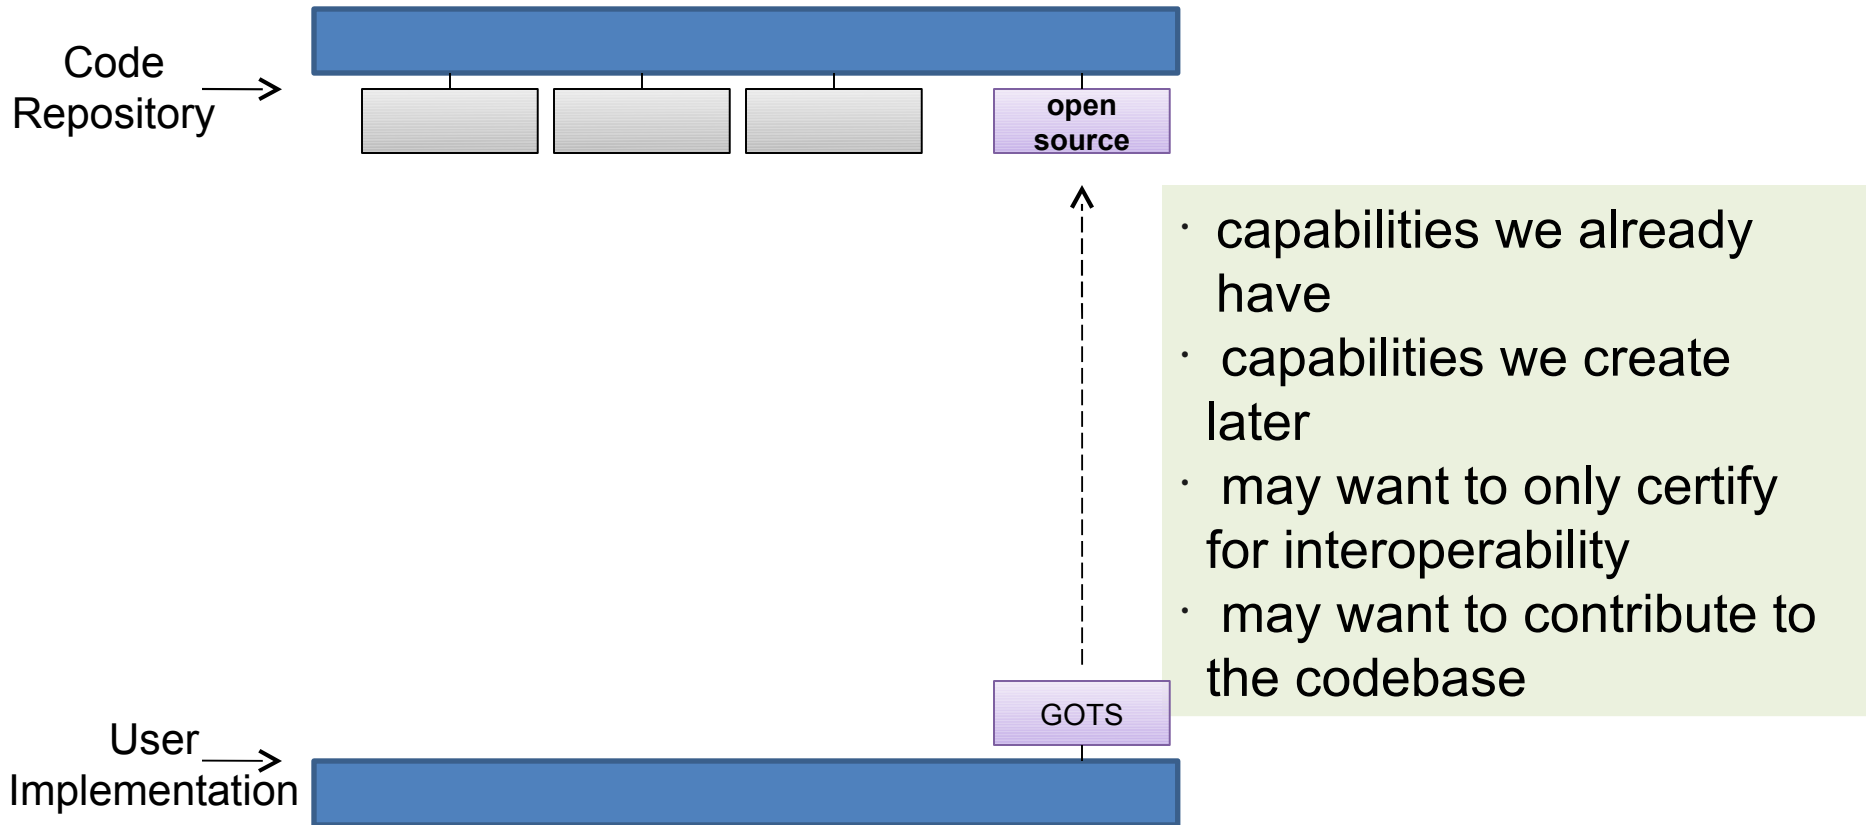 Code
Repository
open
source
· capabilities we already
have
· capabilities we create
later
· may want to only certify
for interoperability
· may want to contribute to
the codebase
GOTS
User
Implementation